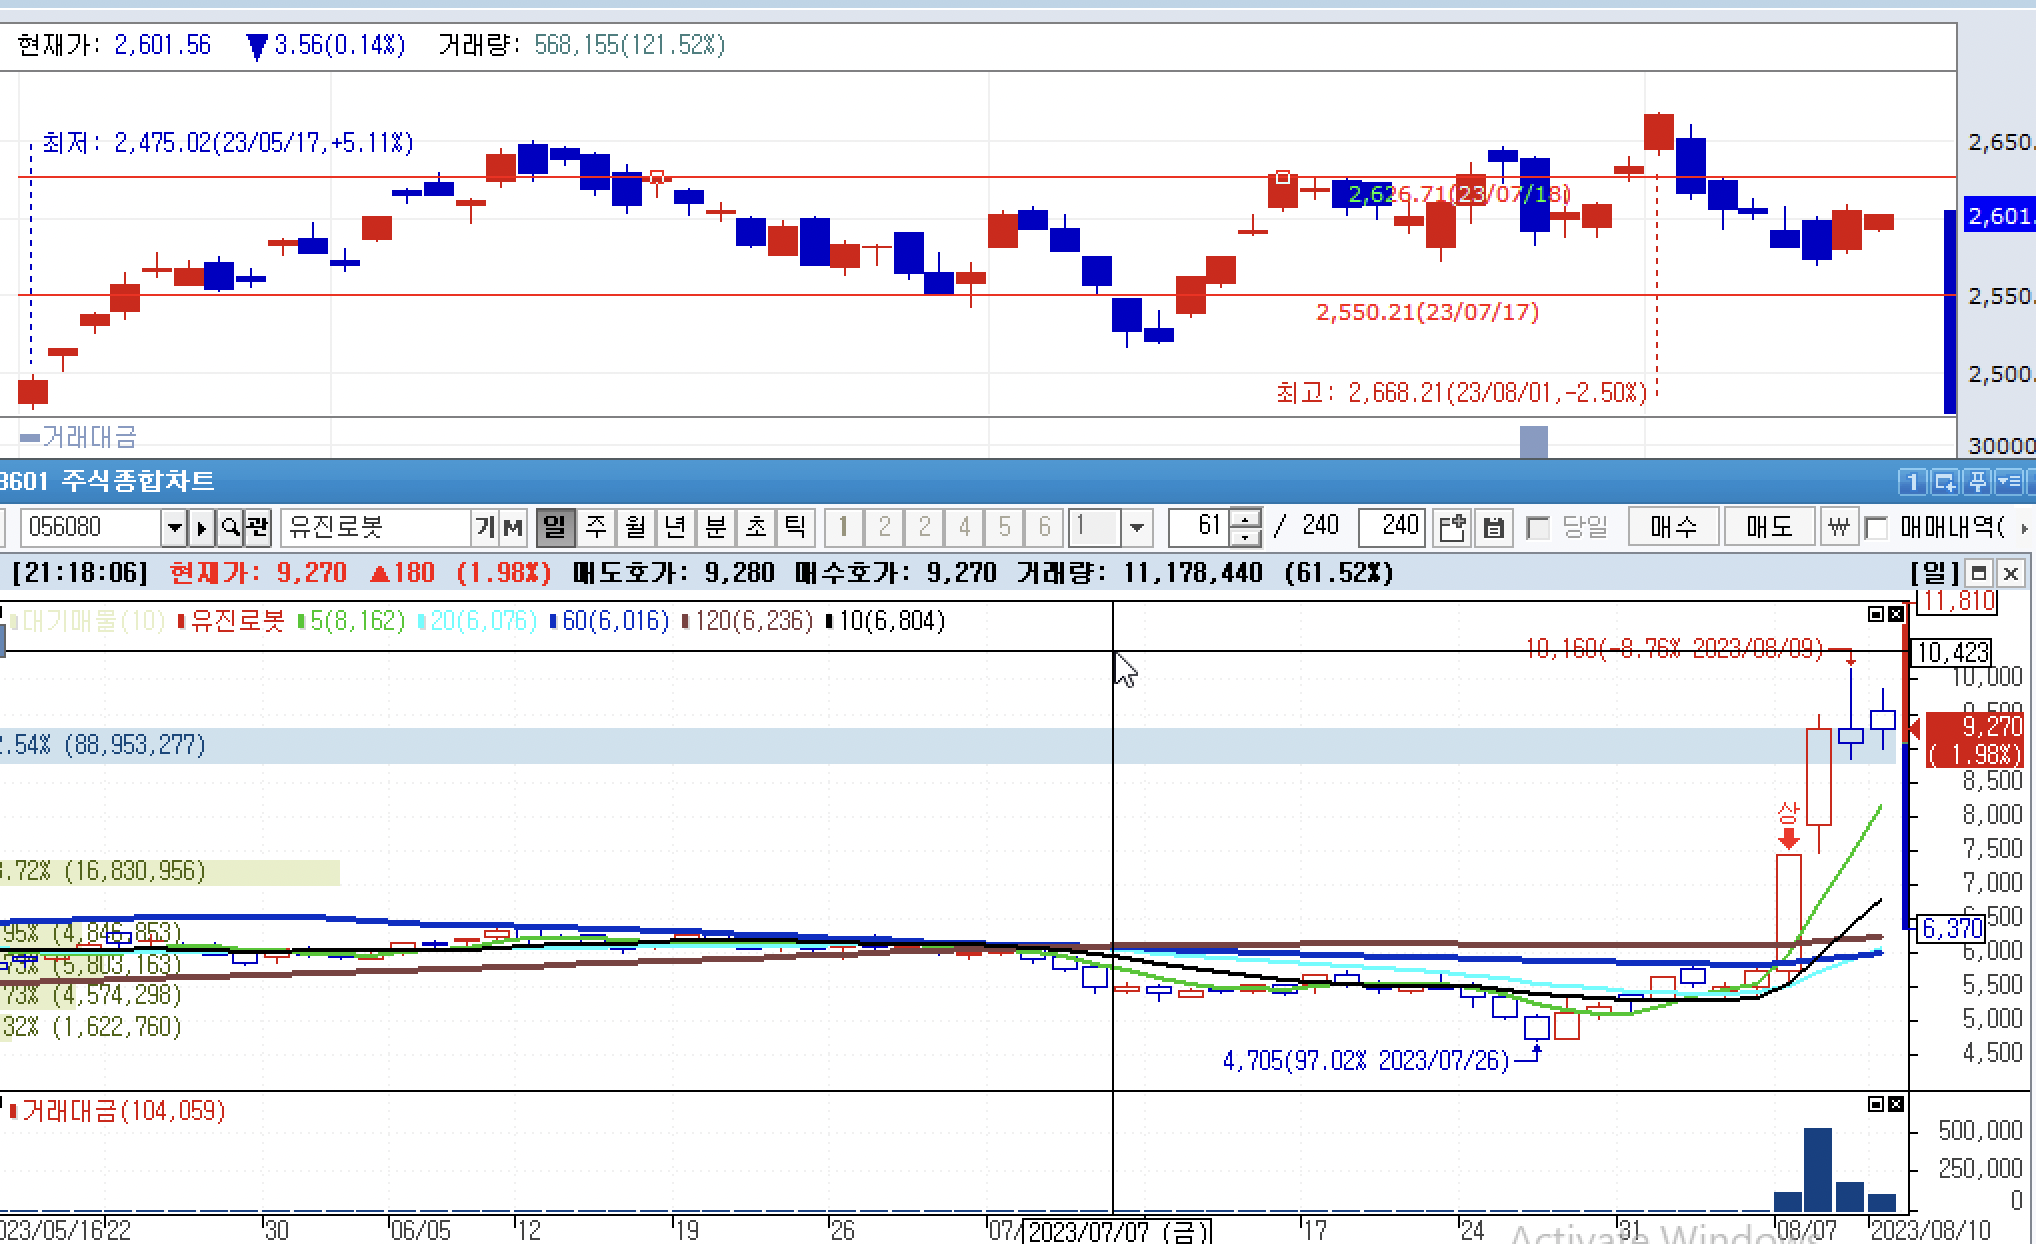 현재가: 2,601.56 ▼3.56(0.14%) 거래량: 568,155(121.52%)
최저: 2,475.02(23/05/17,+5.11%)
2,650.
2,626.71(23/07/18)
2,601.
2,550.
2,550.21(23/07/17)
2,500.
최고: 2,668.21(23/08/01,-2.50%)
거래대금
30000
3601 주식종합차트
1
056080 관 유진로봇 기 M 일 주 월 년 분 초 틱 1 2 2 4 5 6 1 61 / 240 240 당일 매수 매도 ₩ 매매내역(
[21:18:06] 현재가: 9,270 ▲180 (1.98%) 매도호가: 9,280 매수호가: 9,270 거래량: 11,178,440 (61.52%) [일]
11,810
대기매물(10) 유진로봇 5(8,162) 20(6,076) 60(6,016) 120(6,236) 10(6,804)
10,160(-8.76% 2023/08/09)
10,423
10,000
9,500
9,270
( 1.98%)
2.54% (88,953,277)
8,500
상
8,000
7,500
.72% (16,830,956)
7,000
6,500
6,370
95% (4,846,853)
6,000
73% (5,803,163)
5,500
73% (4,574,298)
5,000
32% (1,622,760)
4,705(97.02% 2023/07/26)
4,500
거래대금(104,059)
500,000
250,000
0
023/05/16 22 30 06/05 12 19 26 07/ 2023/07/07 (금) 17 24 31 08/07 2023/08/10
Activate Windows